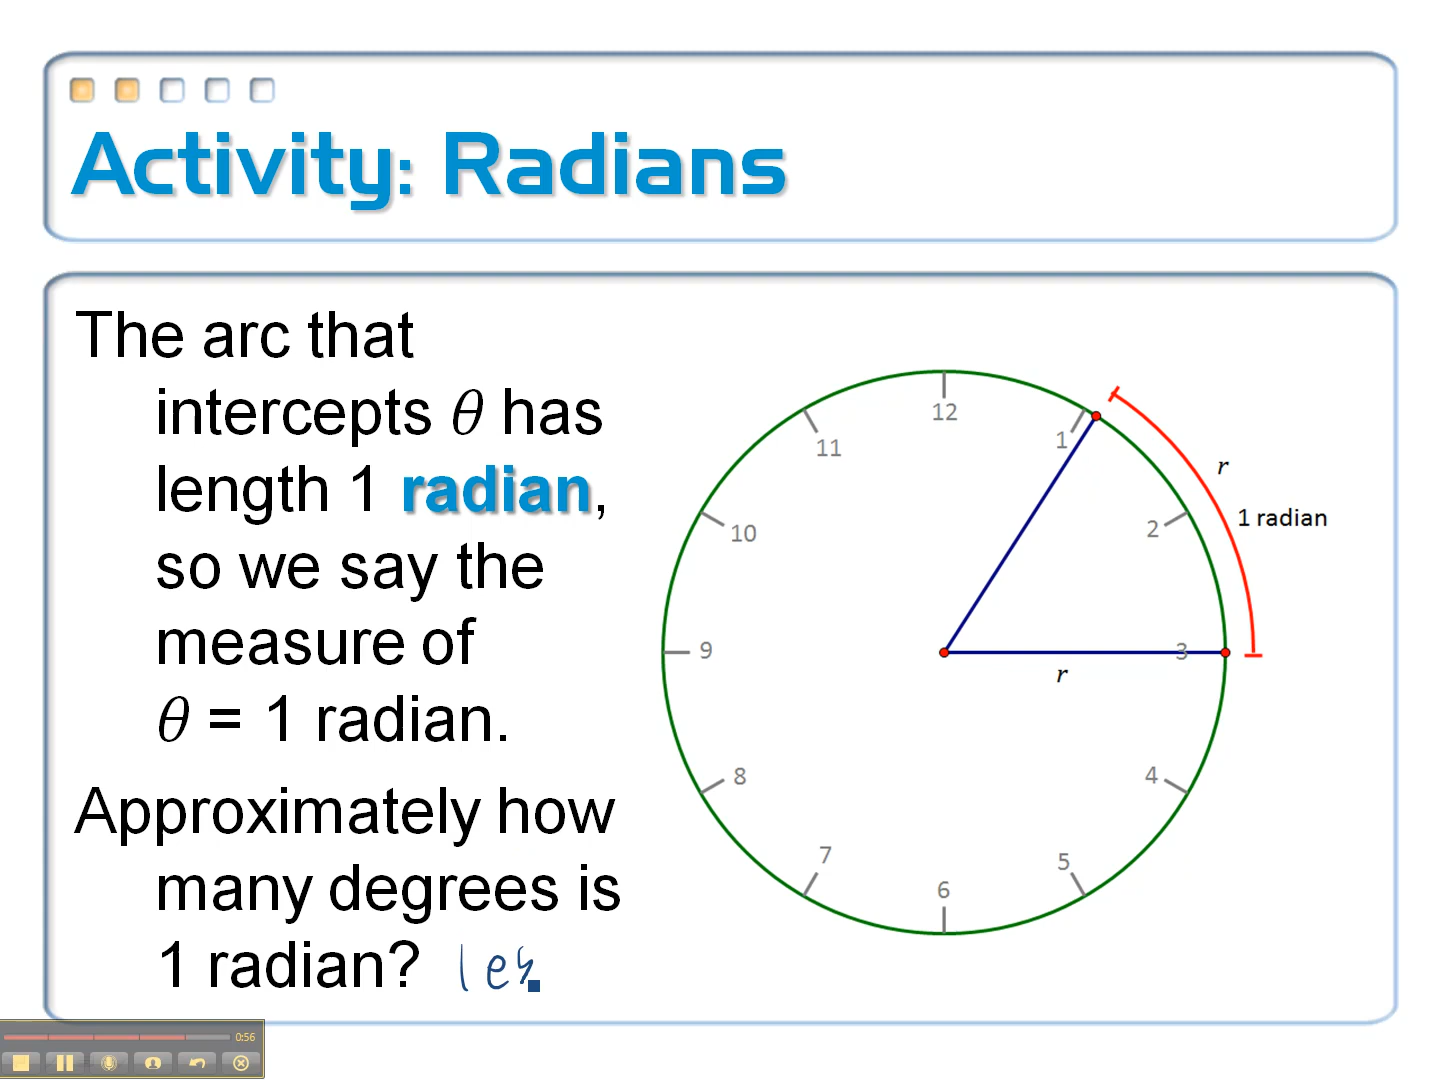 Activity: Radians
The arc that
intercepts θ has
length 1 radian,
so we say the
measure of
θ = 1 radian.
Approximately how
many degrees is
1 radian? les
12
11
1
10
2
9
3
8
4
7
5
6
r
1 radian
r
0:56